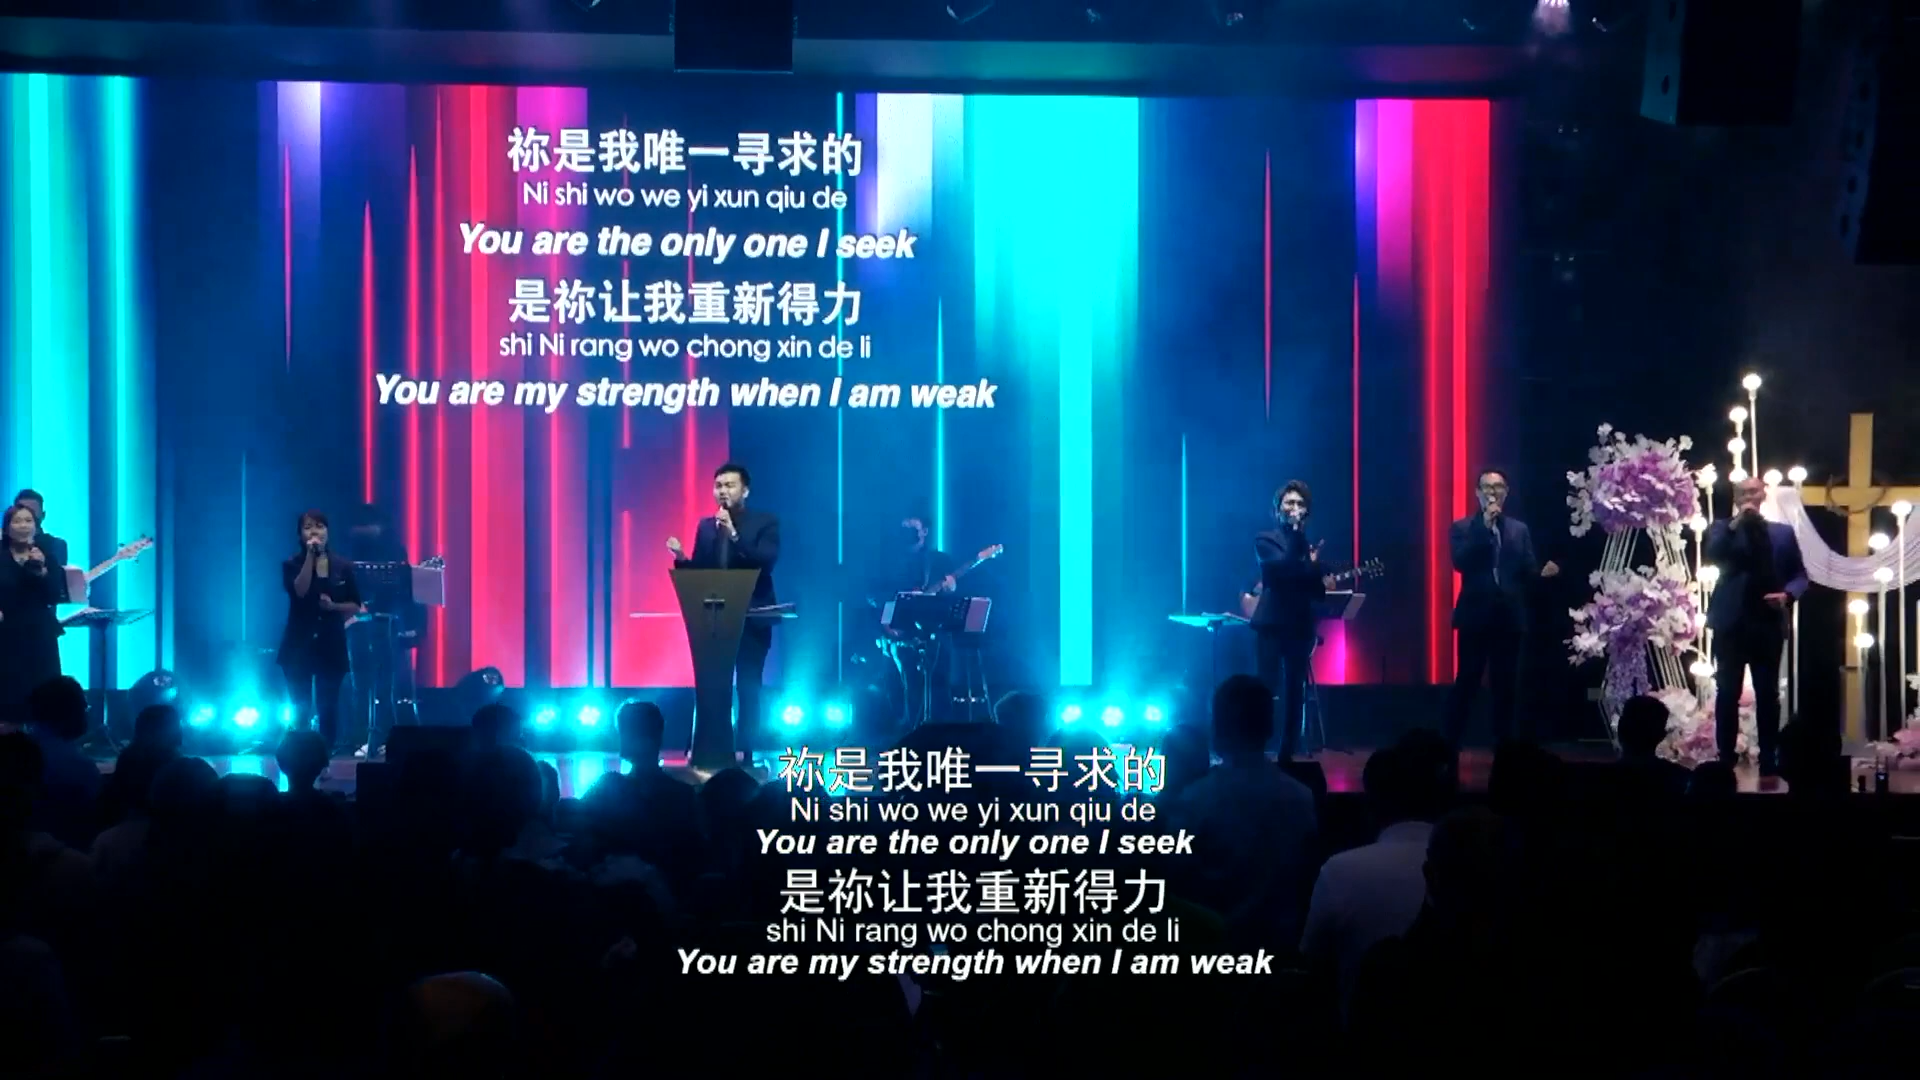 祢是我唯一寻求的
Ni shi wo we yi xun qiu de
You are the only one I seek
是祢让我重新得力
shi Ni rang wo chong xin de li
You are my strength when I am weak
祢是我唯一寻求的
Ni shi wo we yi xun qiu de
You are the only one I seek
是祢让我重新得力
shi Ni rang wo chong xin de li
You are my strength when I am weak